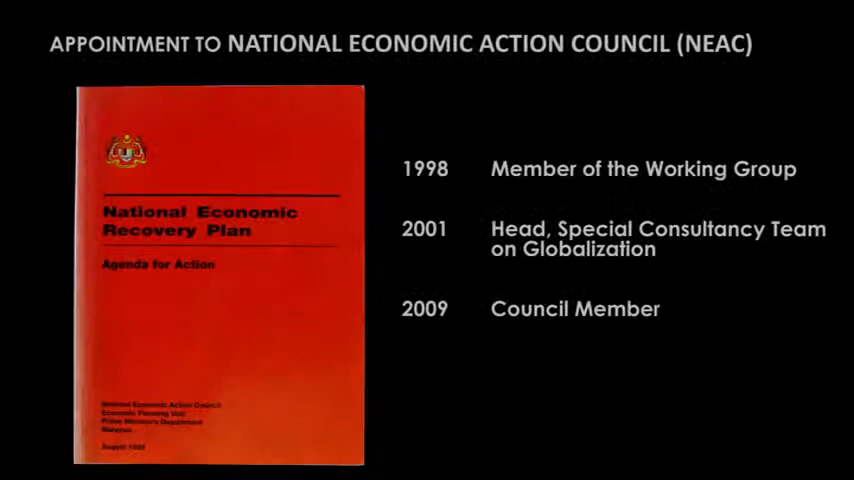 APPOINTMENT TO NATIONAL ECONOMIC ACTION COUNCIL (NEAC)
National Economic
Recovery Plan
Agenda for Action
National Economic Action Council
Economic Planning Unit
Prime Minister's Department
Malaysia
August 1998
1998 Member of the Working Group
2001 Head, Special Consultancy Team
on Globalization
2009 Council Member